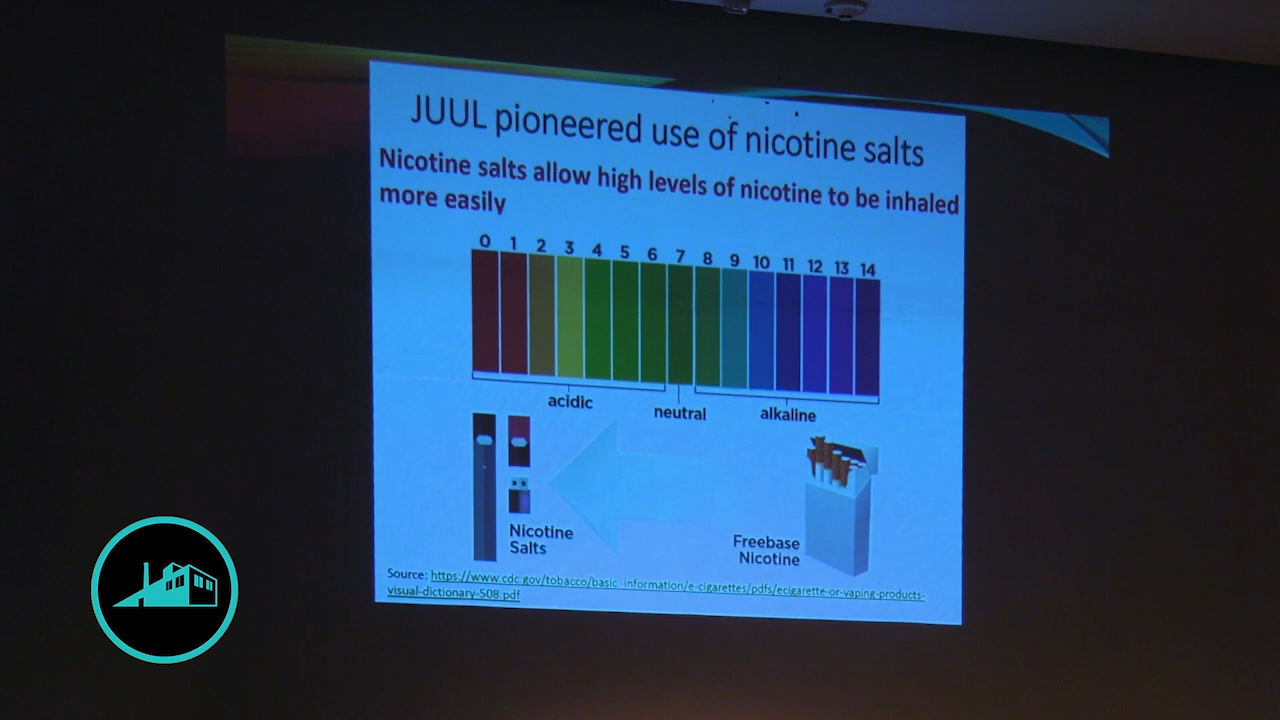 JUUL pioneered use of nicotine salts
Nicotine salts allow high levels of nicotine to be inhaled
more easily
0 1 2 3 4 5 6 7 8 9 10 11 12 13 14
acidic
neutral
alkaline
Nicotine
Salts
Freebase
Nicotine
Source: https://www.cdc.gov/tobacco/basic_information/e-cigarettes/pdfs/ecigarette-or-vaping-products-
visual-dictionary-508.pdf